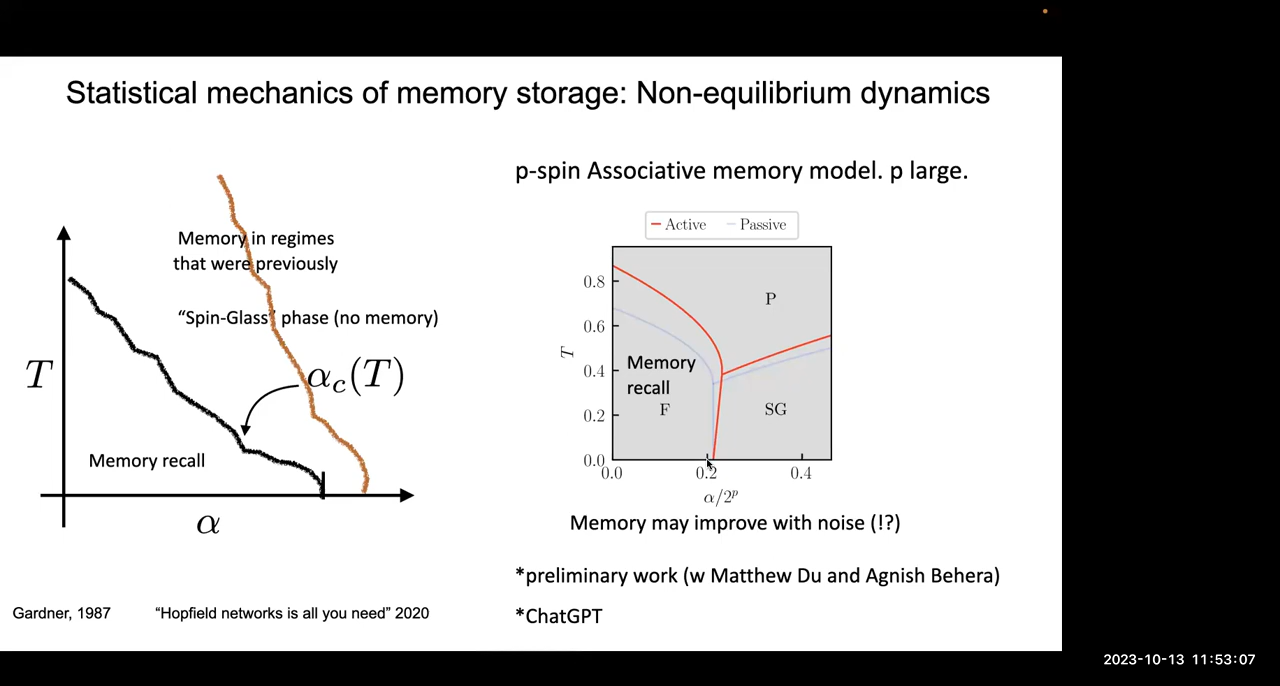 Statistical mechanics of memory storage: Non-equilibrium dynamics
Memory in regimes
that were previously
"Spin-Glass" phase (no memory)
T
α_c(T)
Memory recall
α
Gardner, 1987
"Hopfield networks is all you need" 2020
p-spin Associative memory model. p large.
Active
Passive
0.8
0.6
0.4
0.2
0.0
T
P
Memory
recall
F
SG
0.0
0.2
0.4
α/2^p
Memory may improve with noise (!?)
*preliminary work (w Matthew Du and Agnish Behera)
*ChatGPT
2023-10-13 11:53:07